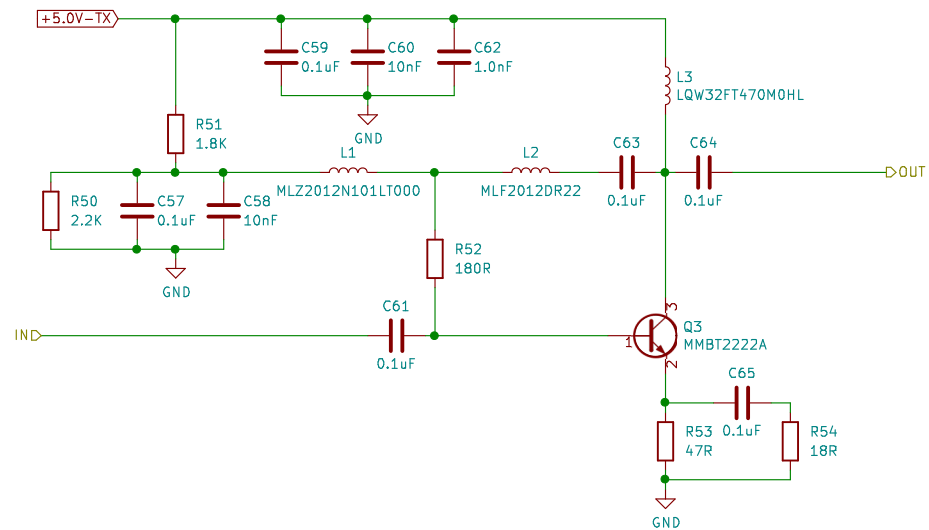 +5.0V-TX
C59
0.1uF
C60
10nF
C62
1.0nF
L3
LQW32FT470M0HL
GND
R51
1.8K
L1
MLZ2012N101LT000
L2
MLF2012DR22
C63
0.1uF
C64
0.1uF
OUT
R50
2.2K
C57
0.1uF
C58
10nF
GND
R52
180R
IN
C61
0.1uF
3
1
2
Q3
MMBT2222A
C65
0.1uF
R53
47R
R54
18R
GND